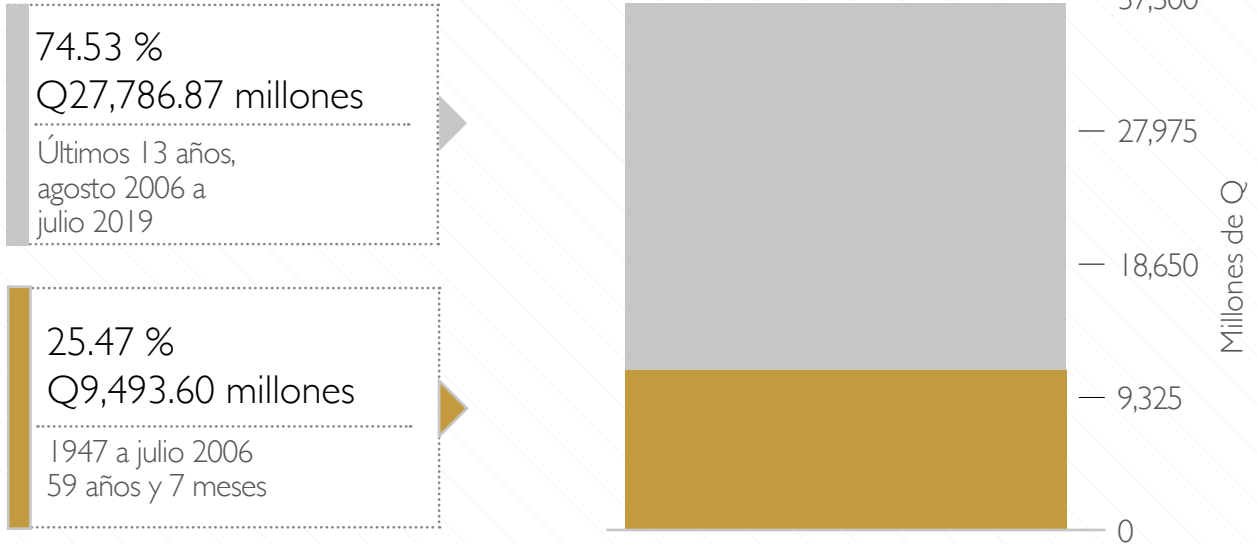 74.53 %
Q27,786.87 millones
Últimos 13 años,
agosto 2006 a
julio 2019
25.47 %
Q9,493.60 millones
1947 a julio 2006
59 años y 7 meses
27,975
18,650
9,325
0
Millones de Q